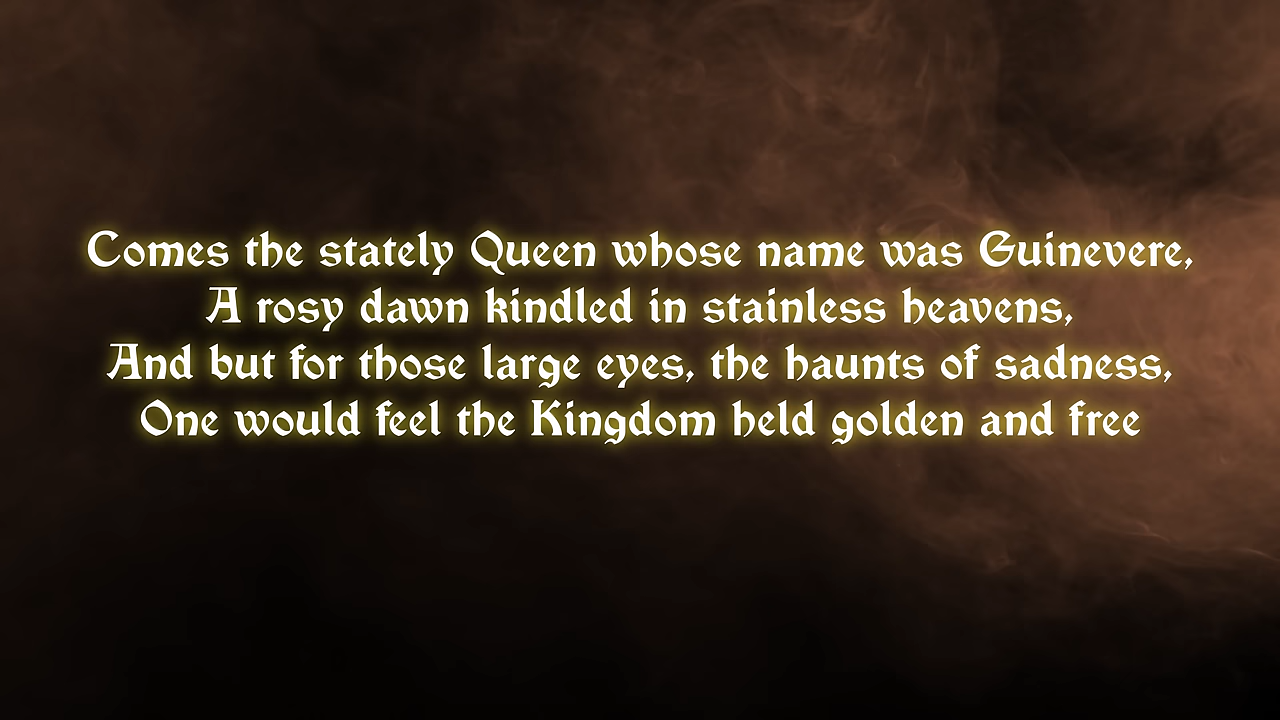 Comes the stately Queen whose name was Guinevere,
A rosy dawn kindled in stainless heavens,
And but for those large eyes, the haunts of sadness,
One would feel the Kingdom held golden and free